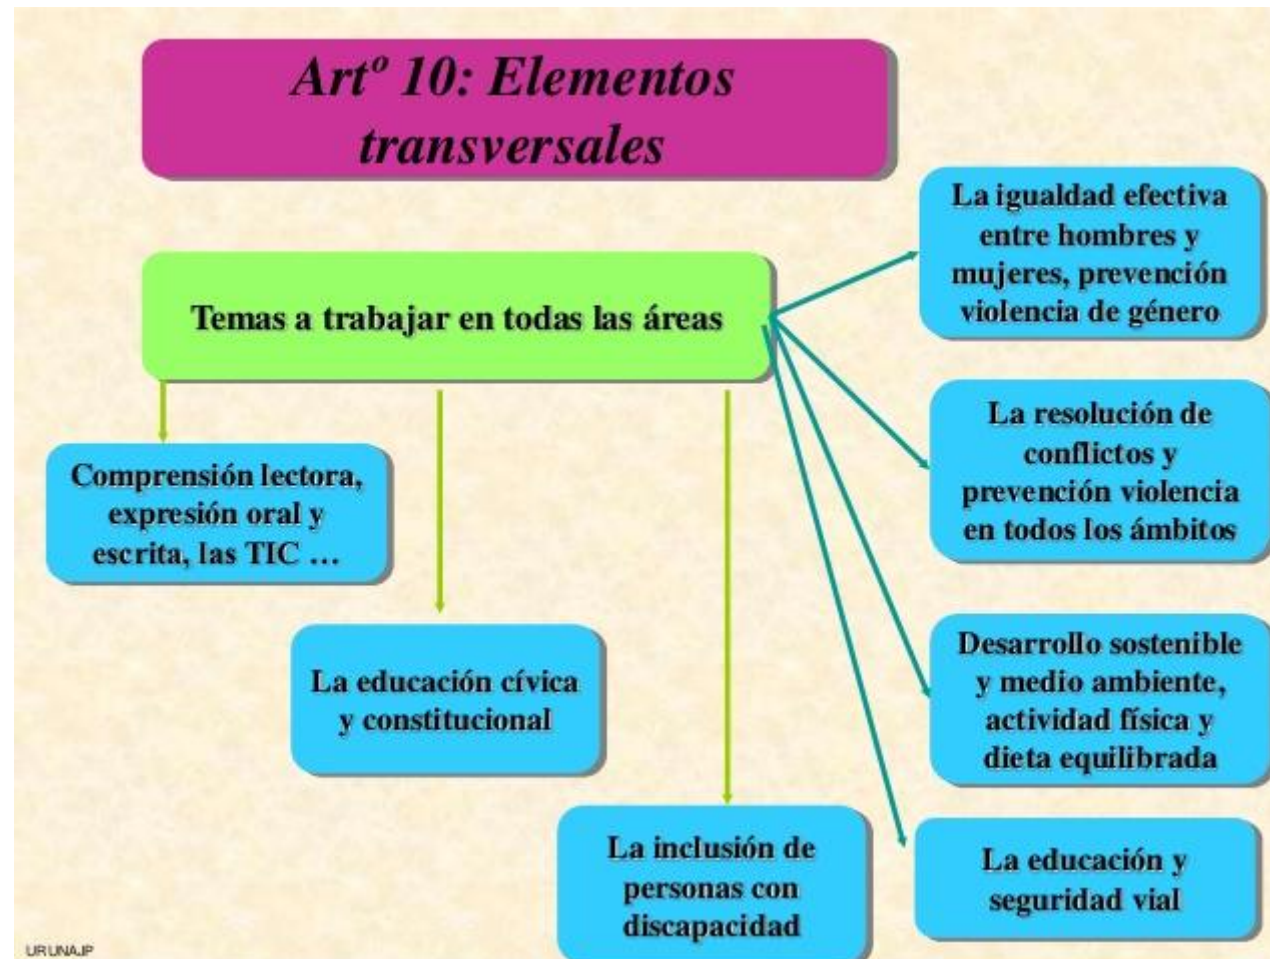 Artº 10: Elementos
transversales
Temas a trabajar en todas las áreas
Comprensión lectora,
expresión oral y
escrita, las TIC ...
La educación cívica
y constitucional
La inclusión de
personas con
discapacidad
La igualdad efectiva
entre hombres y
mujeres, prevención
violencia de género
La resolución de
conflictos y
prevención violencia
en todos los ámbitos
Desarrollo sostenible
y medio ambiente,
actividad física y
dieta equilibrada
La educación y
seguridad vial
URUNAJP